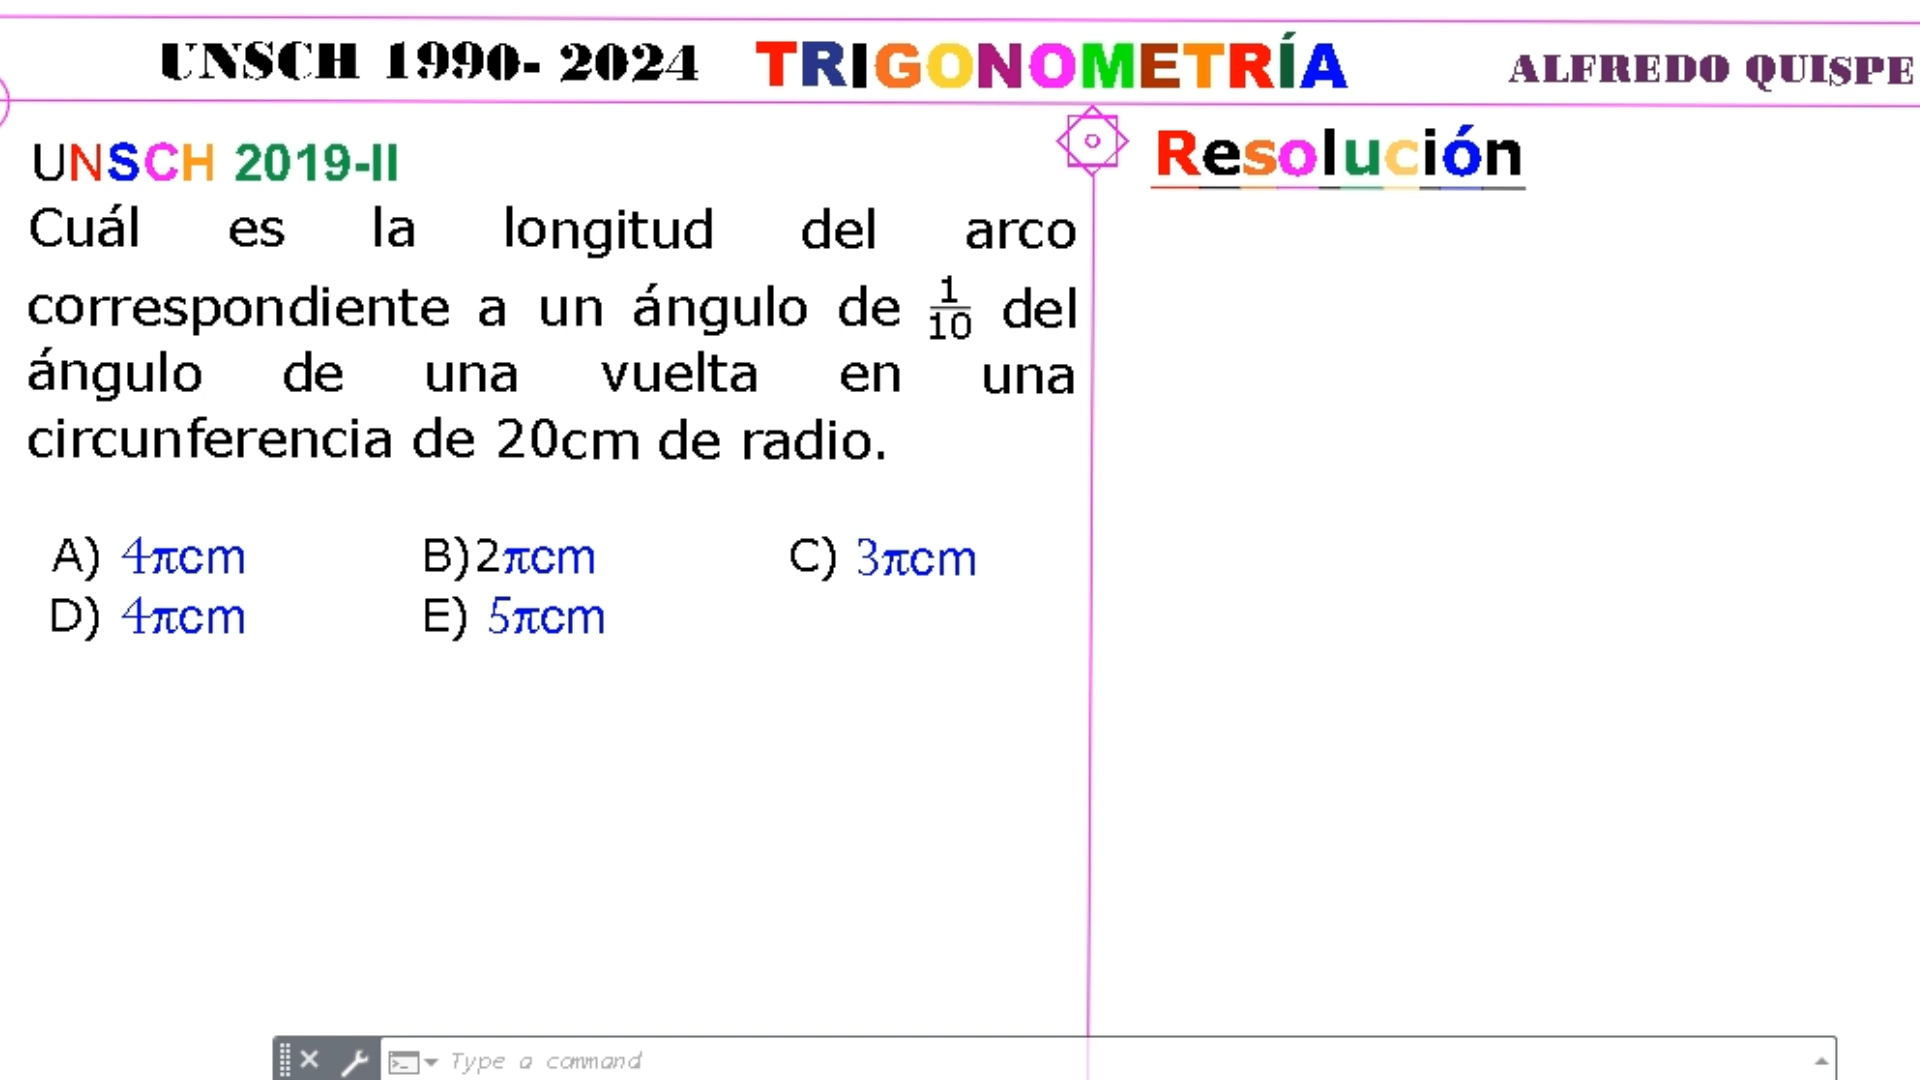 UNSCH 1990- 2024 TRIGONOMETRÍA ALFREDO QUISPE
UNSCH 2019-II
Cuál es la longitud del arco
correspondiente a un ángulo de 1/10 del
ángulo de una vuelta en una
circunferencia de 20cm de radio.
A) 4πcm B)2πcm C) 3πcm
D) 4πcm E) 5πcm
Resolución
Type a command